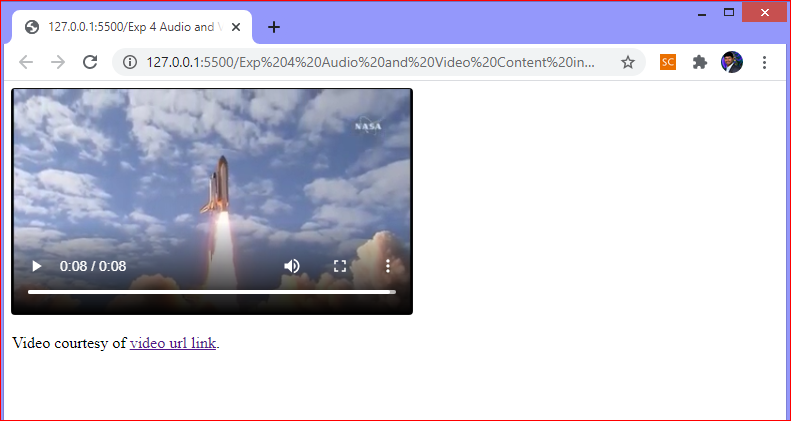 127.0.0.1:5500/Exp 4 Audio and V
127.0.0.1:5500/Exp%204%20Audio%20and%20Video%20Content%20in...
SC
NASA
0:08 / 0:08
Video courtesy of video url link.